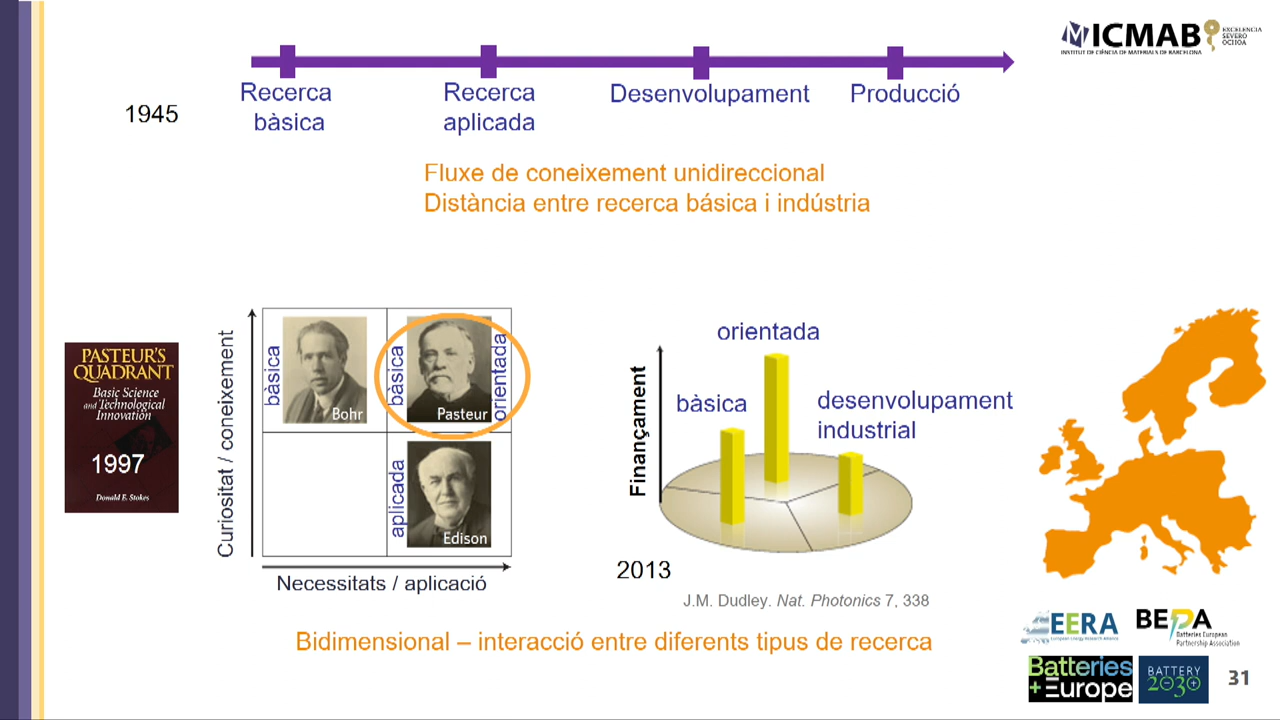 ICMAB
EXCELENCIA
SEVERO
OCHOA
INSTITUT DE CIÈNCIA DE MATERIALS DE BARCELONA
1945
Recerca
bàsica
Recerca
aplicada
Desenvolupament
Producció
Fluxe de coneixement unidireccional
Distància entre recerca básica i indústria
PASTEUR'S
QUADRANT
Basic Science
and Technological
Innovation
1997
Donald E. Stokes
Curiositat / coneixement
bàsica
Bohr
bàsica
Pasteur
orientada
aplicada
Edison
Necessitats / aplicació
Finançament
orientada
bàsica
desenvolupament
industrial
2013
J.M. Dudley. Nat. Photonics 7, 338
Bidimensional – interacció entre diferents tipus de recerca
EERA
European Energy Research Alliance
BEPA
Batteries European
Partnership Association
Batteries
+Europe
BATTERY
2030+
31